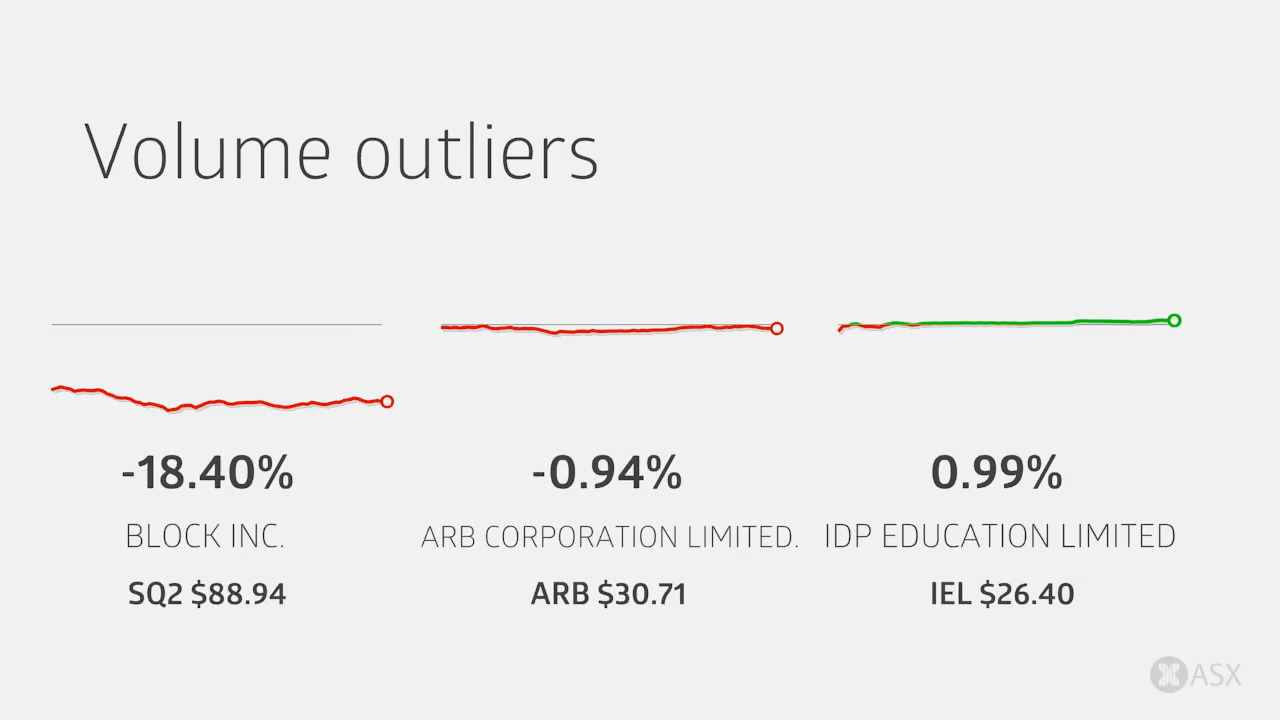 Volume outliers
-18.40%
-0.94%
0.99%
BLOCK INC.
ARB CORPORATION LIMITED.
IDP EDUCATION LIMITED
SQ2 $88.94
ARB $30.71
IEL $26.40
ASX